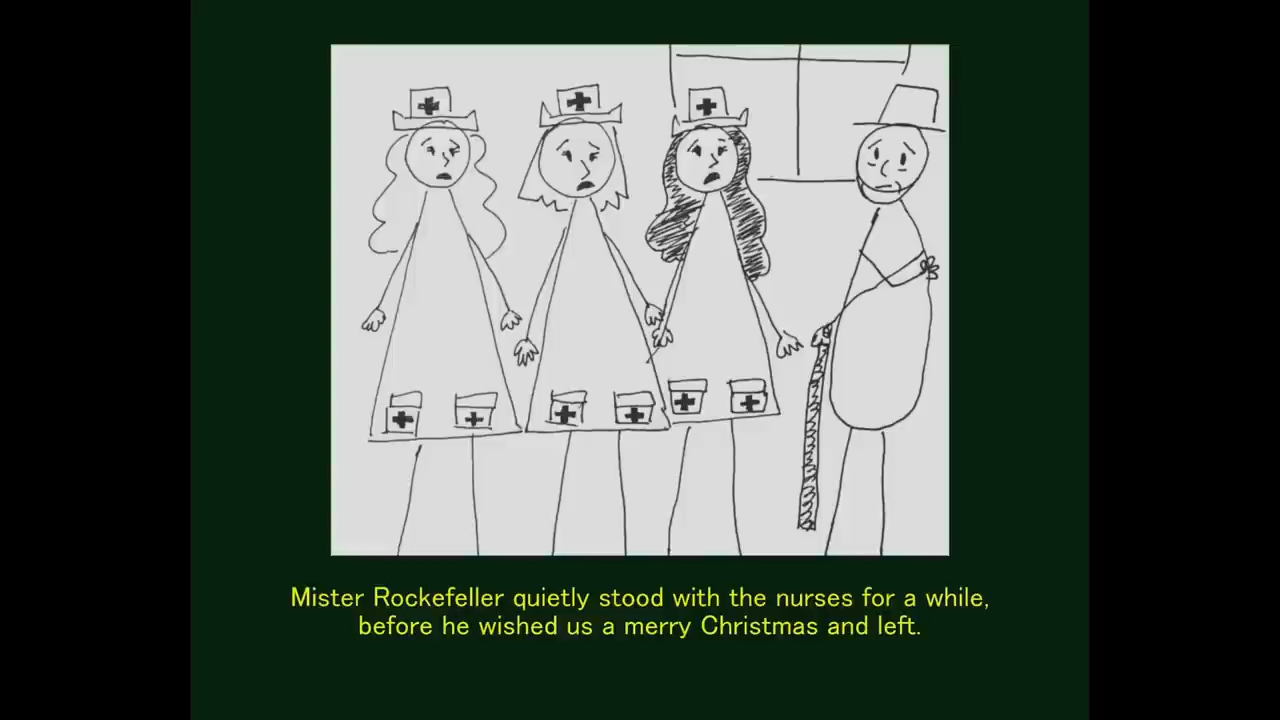 Mister Rockefeller quietly stood with the nurses for a while,
before he wished us a merry Christmas and left.